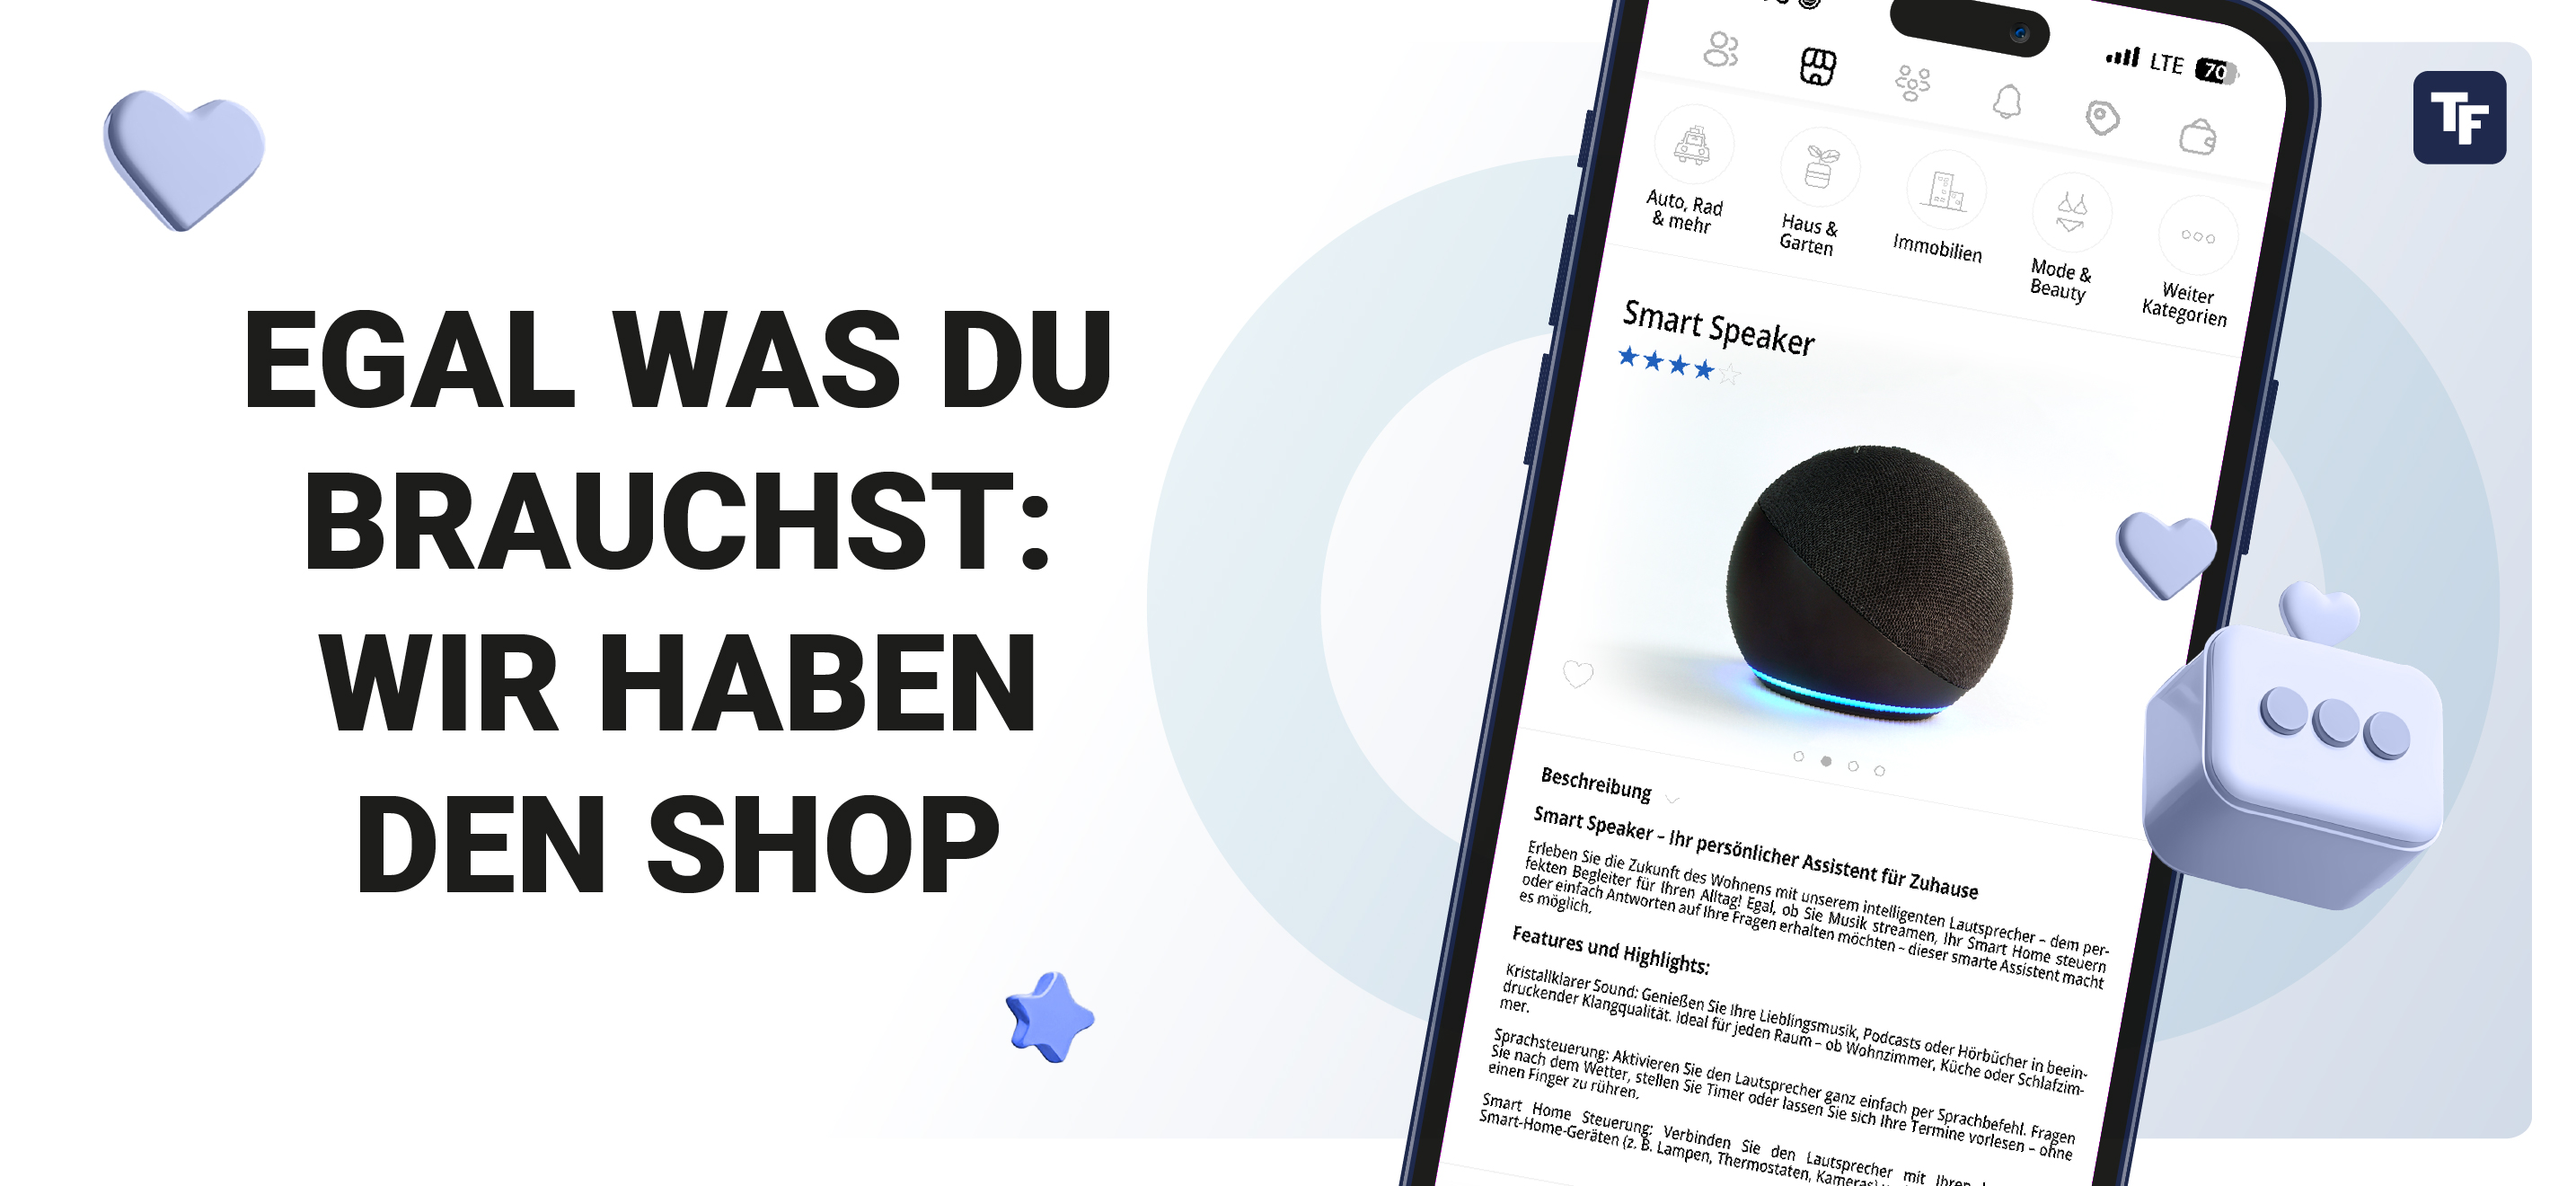 EGAL WAS DU
BRAUCHST:
WIR HABEN
DEN SHOP
TF
LTE
70
Auto, Rad
& mehr
Haus &
Garten
Immobilien
Mode &
Beauty
Weiter
Kategorien
Smart Speaker
Beschreibung
Smart Speaker – Ihr persönlicher Assistent für Zuhause
Erleben Sie die Zukunft des Wohnens mit unserem intelligenten Lautsprecher – dem per-
fekten Begleiter für Ihren Alltag! Egal, ob Sie Musik streamen, Ihr Smart Home steuern
oder einfach Antworten auf Ihre Fragen erhalten möchten – dieser smarte Assistent macht
es möglich.
Features und Highlights:
Kristallklarer Sound: Genießen Sie Ihre Lieblingsmusik, Podcasts oder Hörbücher in beein-
druckender Klangqualität. Ideal für jeden Raum – ob Wohnzimmer, Küche oder Schlafzim-
mer.
Sprachsteuerung: Aktivieren Sie den Lautsprecher ganz einfach per Sprachbefehl. Fragen
Sie nach dem Wetter, stellen Sie Timer oder lassen Sie sich Ihre Termine vorlesen – ohne
einen Finger zu rühren.
Smart Home Steuerung: Verbinden Sie den Lautsprecher mit Ihren
Smart-Home-Geräten (z. B. Lampen, Thermostaten, Kameras)